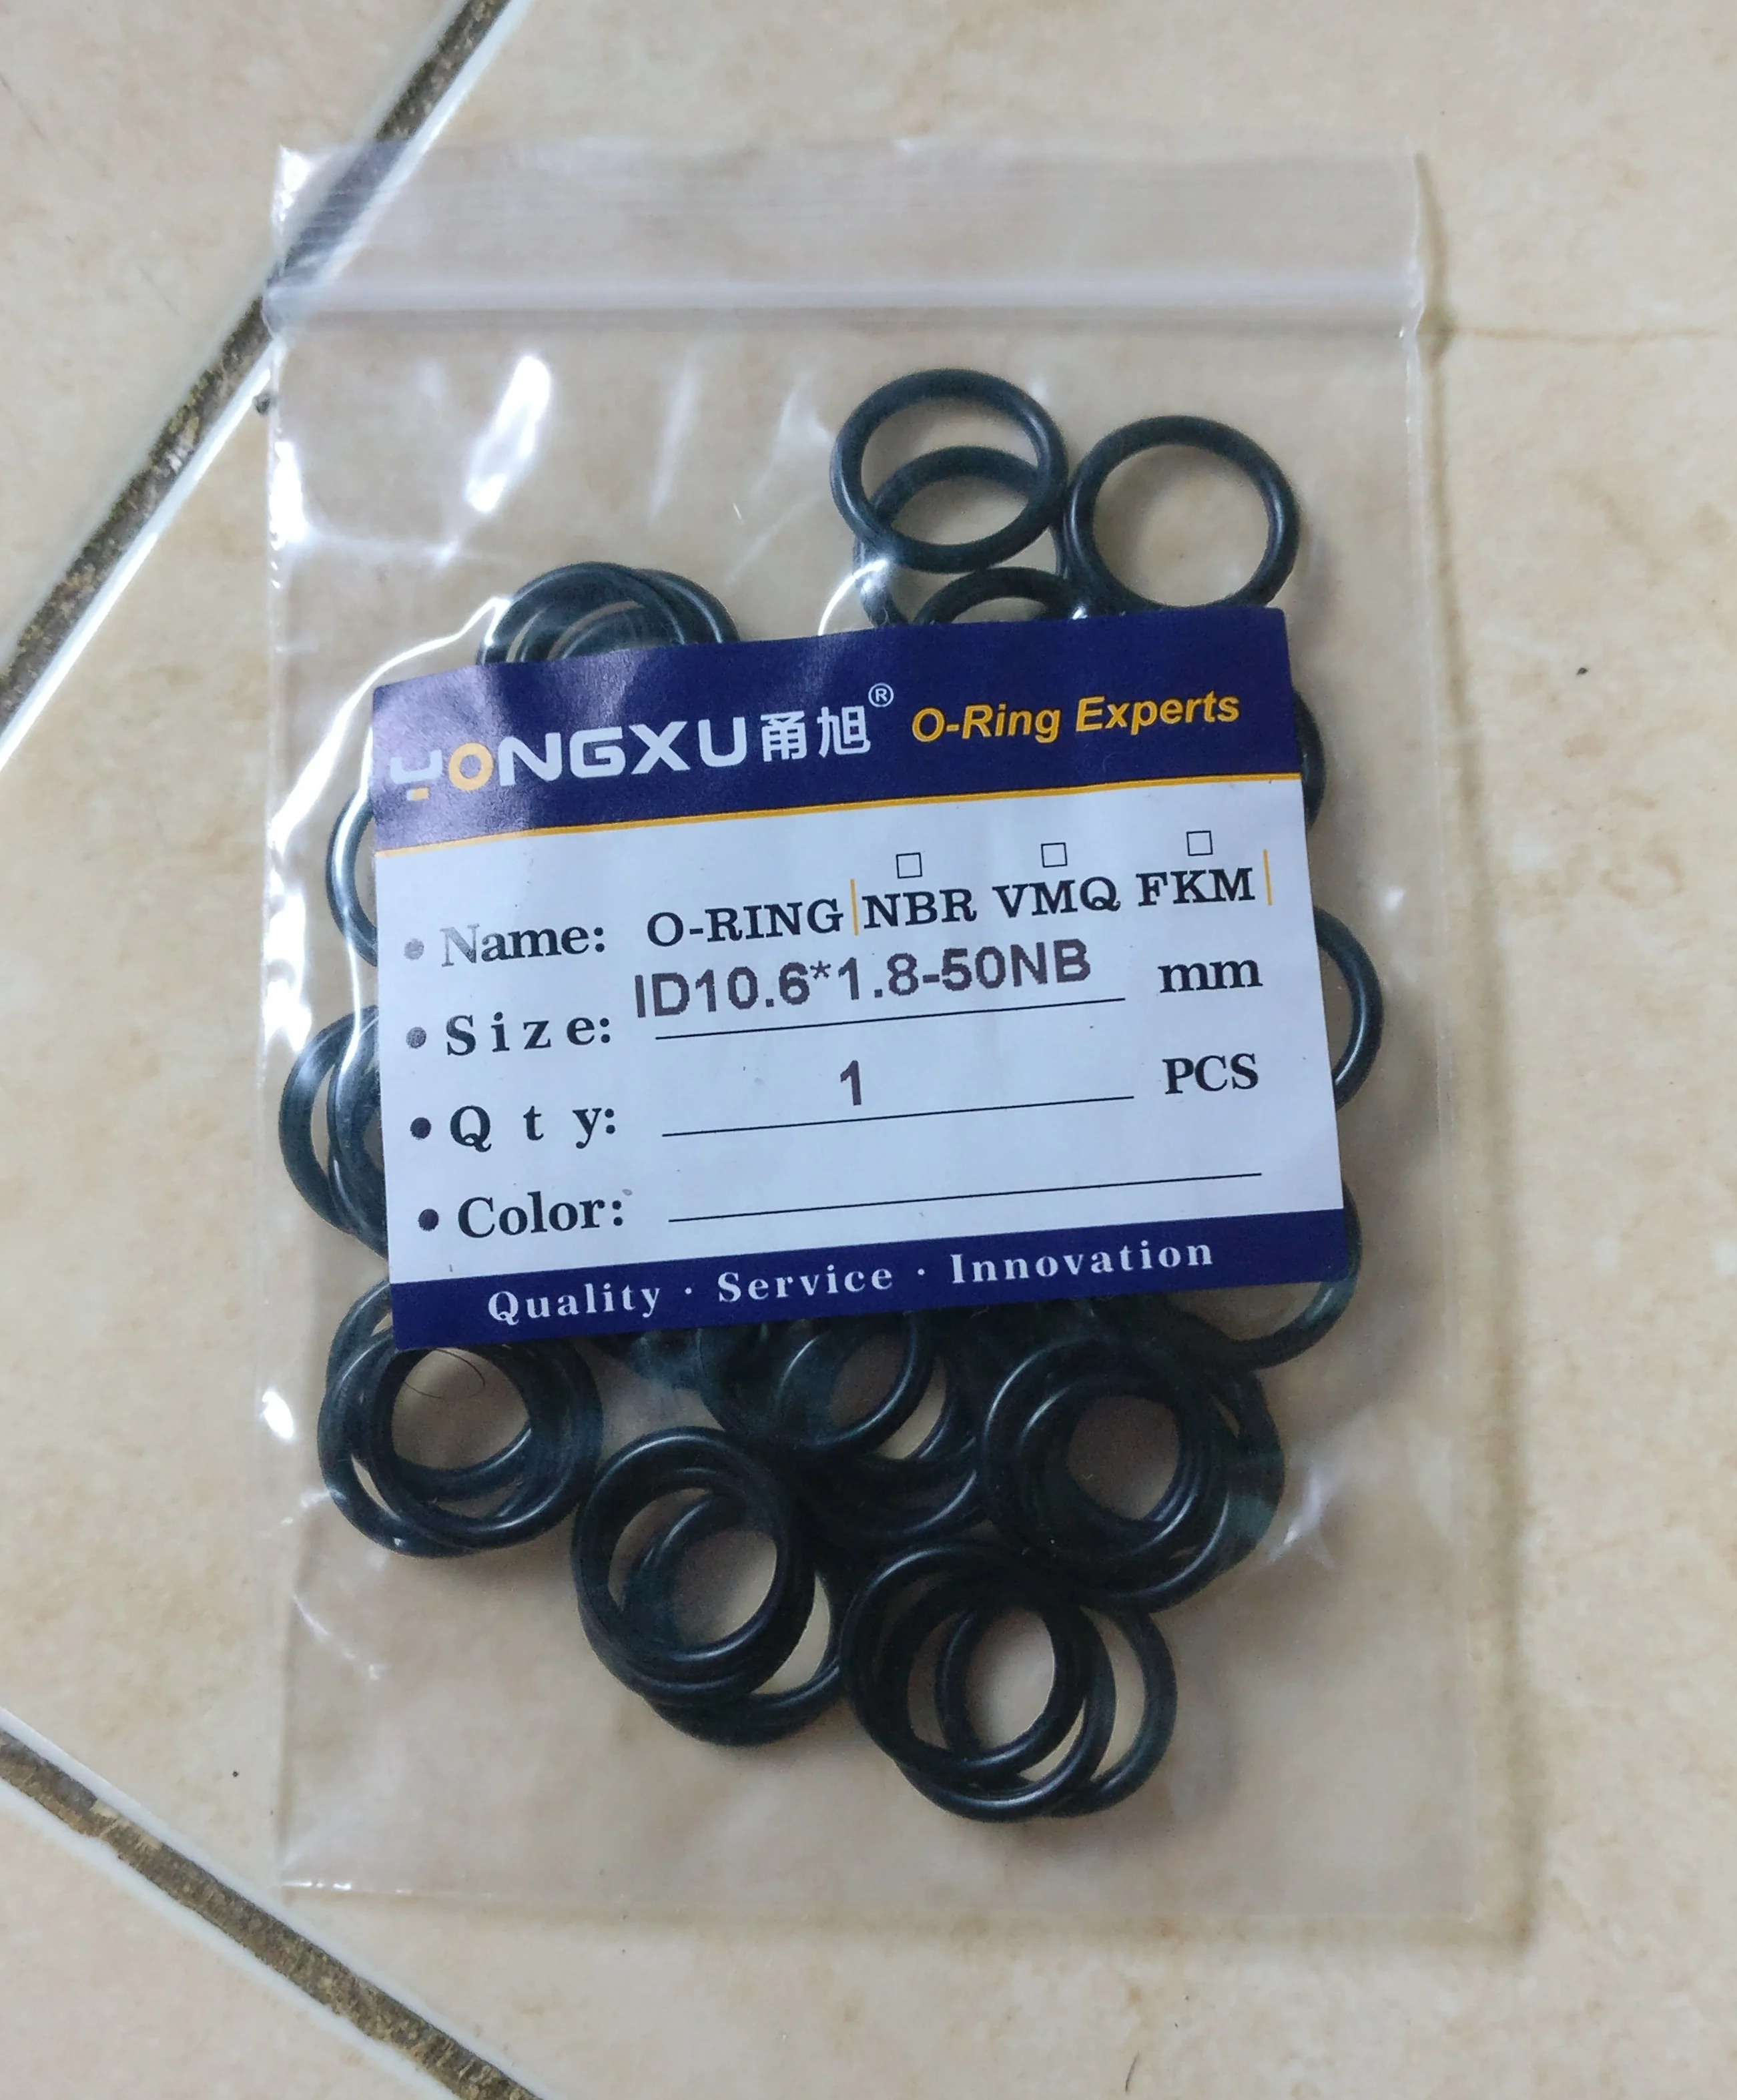 YONGXU甬旭® O-Ring Experts
• Name: O-RING | □ NBR □ VMQ □ FKM |
• Size: ID10.6*1.8-50NB mm
• Qty: 1 PCS
• Color:
Quality · Service · Innovation